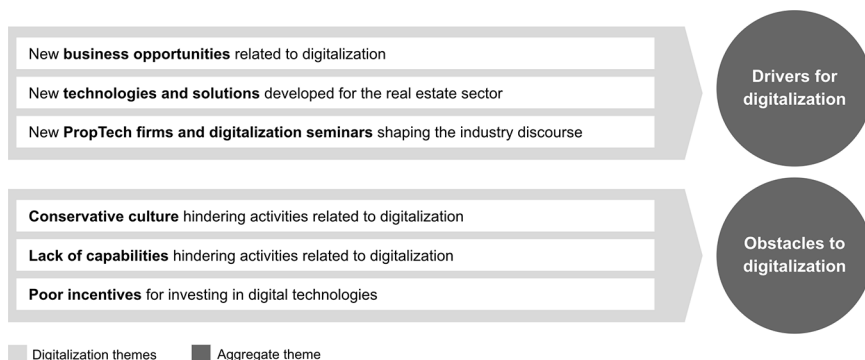 New business opportunities related to digitalization
New technologies and solutions developed for the real estate sector
New PropTech firms and digitalization seminars shaping the industry discourse
Drivers for
digitalization
Conservative culture hindering activities related to digitalization
Lack of capabilities hindering activities related to digitalization
Poor incentives for investing in digital technologies
Obstacles to
digitalization
Digitalization themes
Aggregate theme